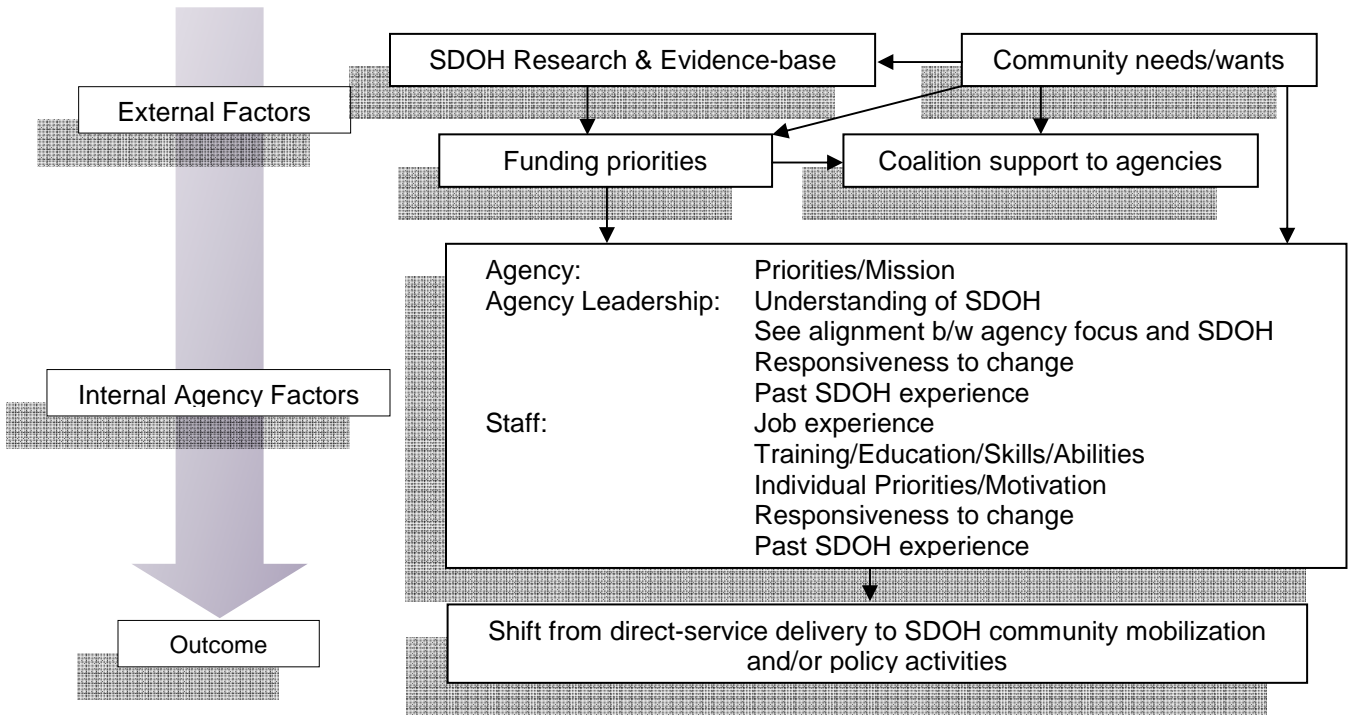 SDOH Research & Evidence-base
Community needs/wants
External Factors
Funding priorities
Coalition support to agencies
Agency: Priorities/Mission
Agency Leadership: Understanding of SDOH
See alignment b/w agency focus and SDOH
Responsiveness to change
Past SDOH experience
Internal Agency Factors
Staff: Job experience
Training/Education/Skills/Abilities
Individual Priorities/Motivation
Responsiveness to change
Past SDOH experience
Outcome
Shift from direct-service delivery to SDOH community mobilization
and/or policy activities